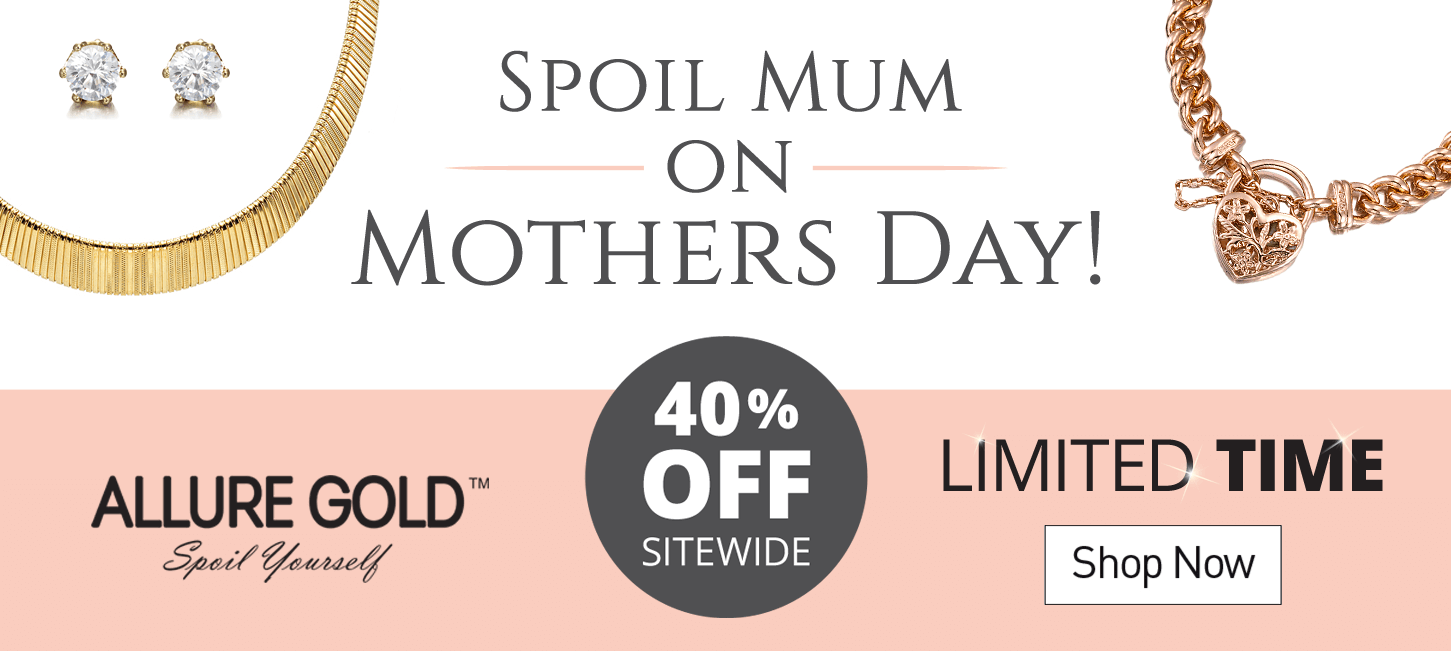 SPOIL MUM
ON
MOTHERS DAY!
40%
OFF
SITEWIDE
ALLURE GOLD™
Spoil Yourself
LIMITED TIME
Shop Now